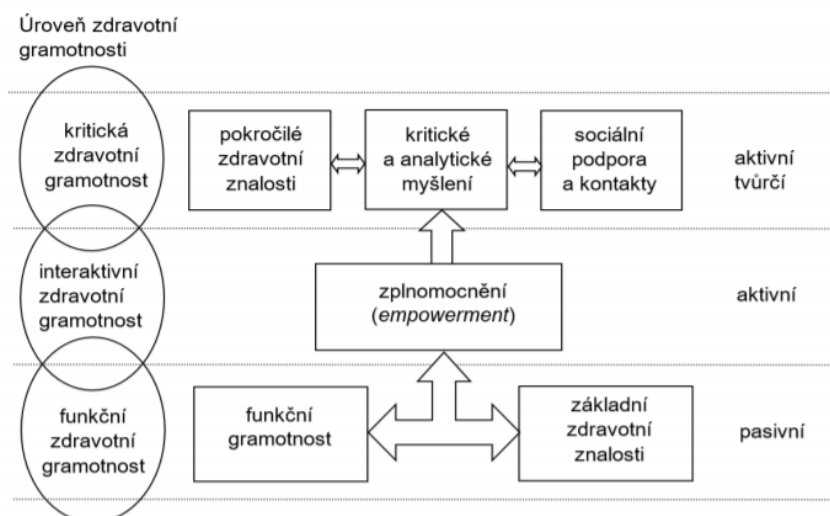 Úroveň zdravotní
gramotnosti
kritická
zdravotní
gramotnost
pokročilé
zdravotní
znalosti
kritické
a analytické
myšlení
sociální
podpora
a kontakty
aktivní
tvůrčí
interaktivní
zdravotní
gramotnost
zplnomocnění
(empowerment)
aktivní
funkční
zdravotní
gramotnost
funkční
gramotnost
základní
zdravotní
znalosti
pasivní